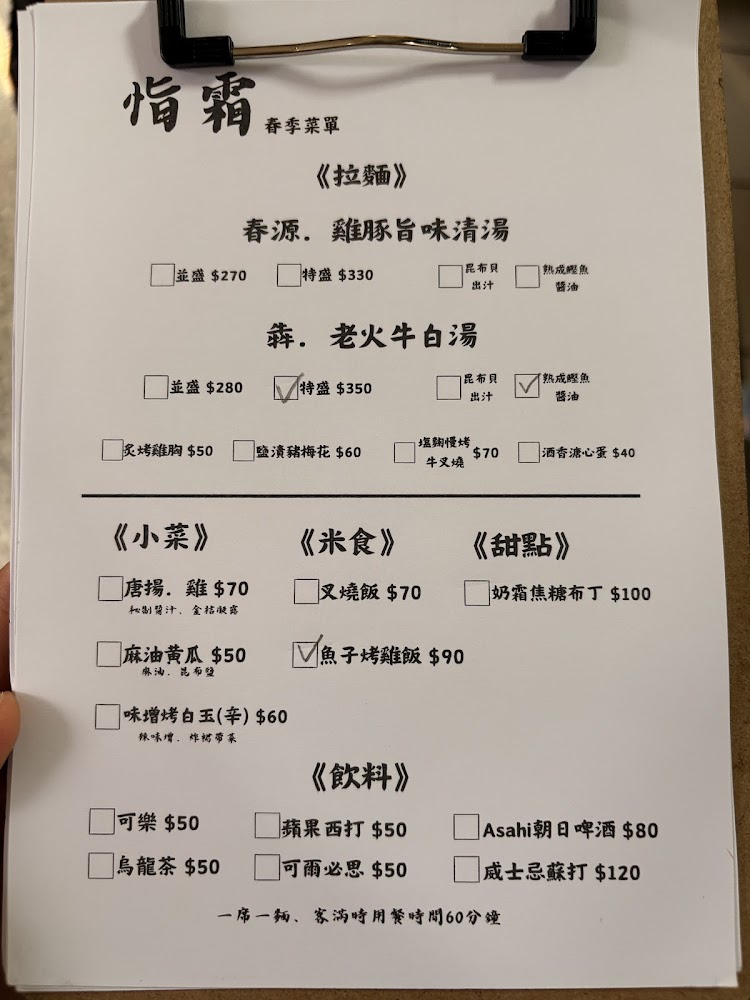 恉霜 春季菜單
《拉麵》
春源．雞豚旨味清湯
並盛 $270 特盛 $330 昆布貝出汁 熟成鰹魚醬油
犇．老火牛白湯
並盛 $280 特盛 $350 昆布貝出汁 熟成鰹魚醬油
炙烤雞胸 $50 鹽漬豬梅花 $60 塩麴慢烤牛叉燒 $70 酒香溏心蛋 $40
《小菜》 《米食》 《甜點》
唐揚．雞 $70 叉燒飯 $70 奶霜焦糖布丁 $100
秘制醬汁、金桔凝露
麻油黃瓜 $50 魚子烤雞飯 $90
麻油、昆布鹽
味增烤白玉(辛) $60
辣味增、炸裙帶菜
《飲料》
可樂 $50 蘋果西打 $50 Asahi朝日啤酒 $80
烏龍茶 $50 可爾必思 $50 威士忌蘇打 $120
一席一麵、客滿時用餐時間60分鐘